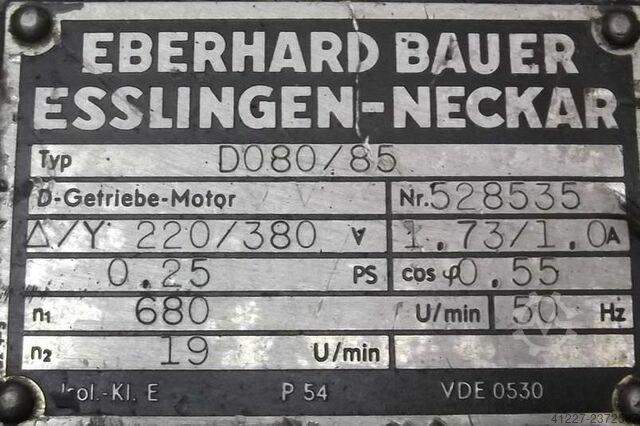 EBERHARD BAUER
ESSLINGEN-NECKAR
Typ D080/85
D-Getriebe-Motor Nr. 528535
Δ/Y 220/380 V 1.73/1.0 A
0.25 PS cos φ 0.55
n₁ 680 U/min 50 Hz
n₂ 19 U/min
Isol.-Kl. E P 54 VDE 0530